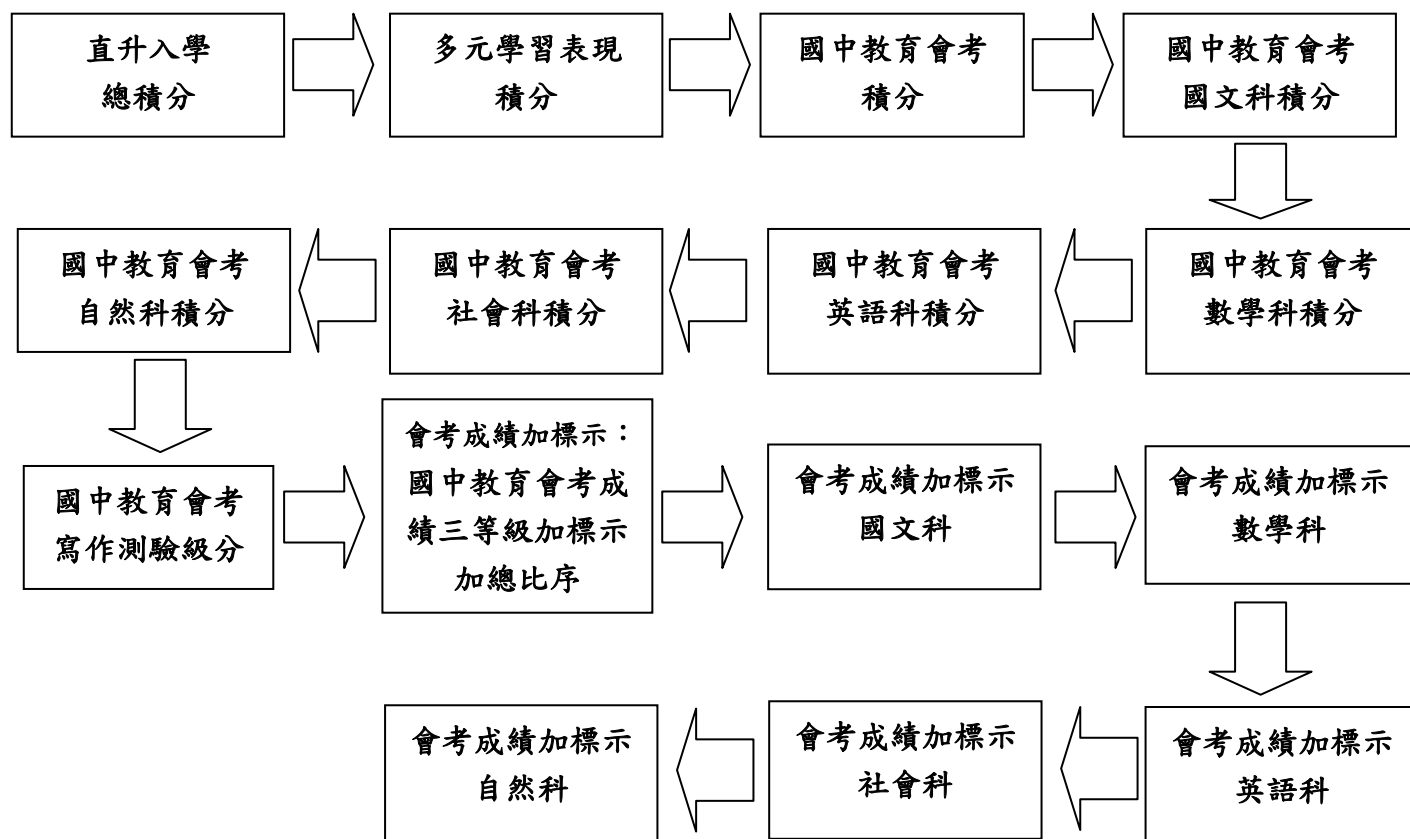 直升入學
總積分
多元學習表現
積分
國中教育會考
積分
國中教育會考
國文科積分
國中教育會考
數學科積分
國中教育會考
英語科積分
國中教育會考
社會科積分
國中教育會考
自然科積分
國中教育會考
寫作測驗級分
會考成績加標示：
國中教育會考成
績三等級加標示
加總比序
會考成績加標示
國文科
會考成績加標示
數學科
會考成績加標示
英語科
會考成績加標示
社會科
會考成績加標示
自然科